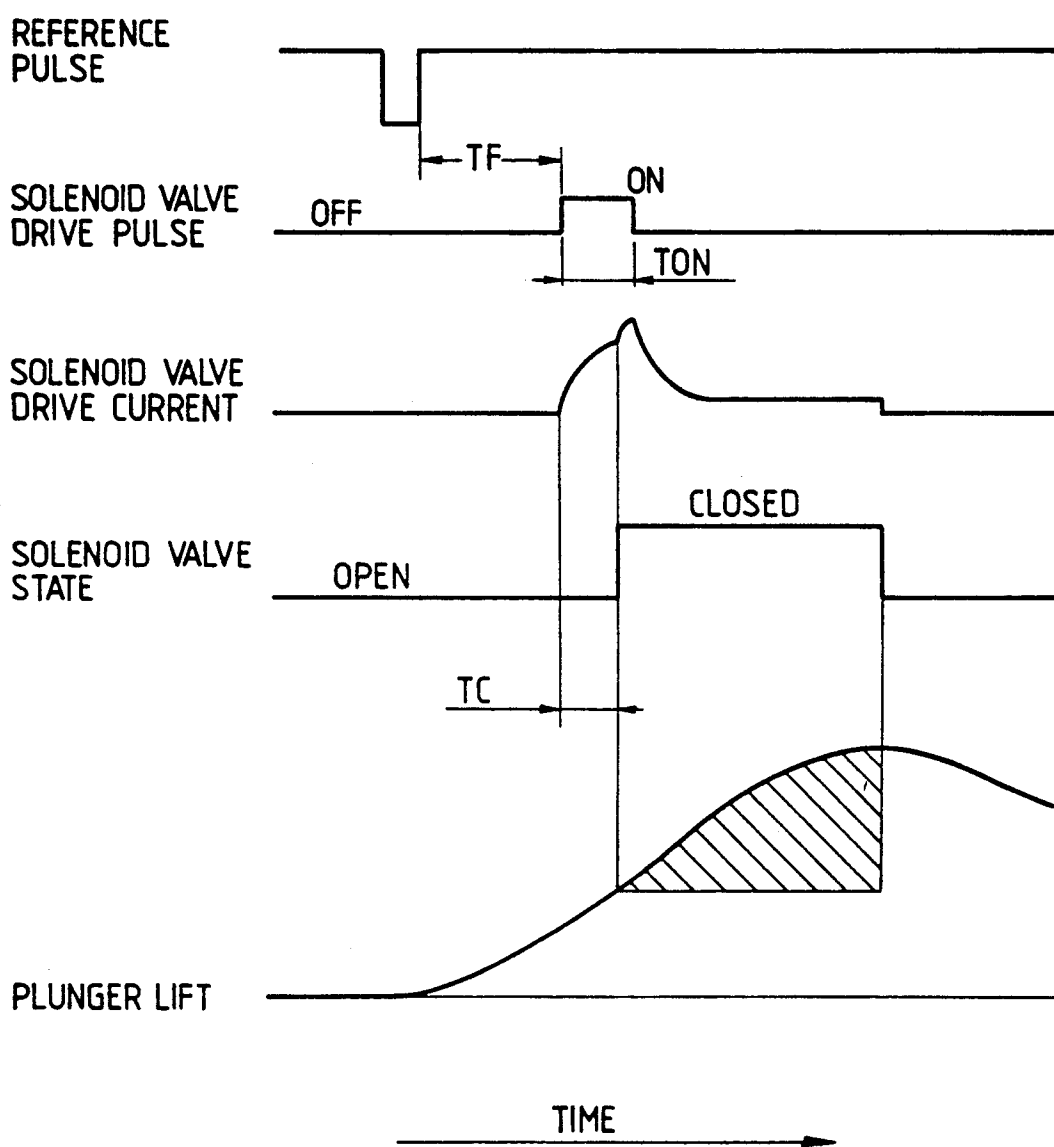 REFERENCE
PULSE
TF
SOLENOID VALVE
DRIVE PULSE
OFF
ON
TON
SOLENOID VALVE
DRIVE CURRENT
CLOSED
SOLENOID VALVE
STATE
OPEN
TC
PLUNGER LIFT
TIME